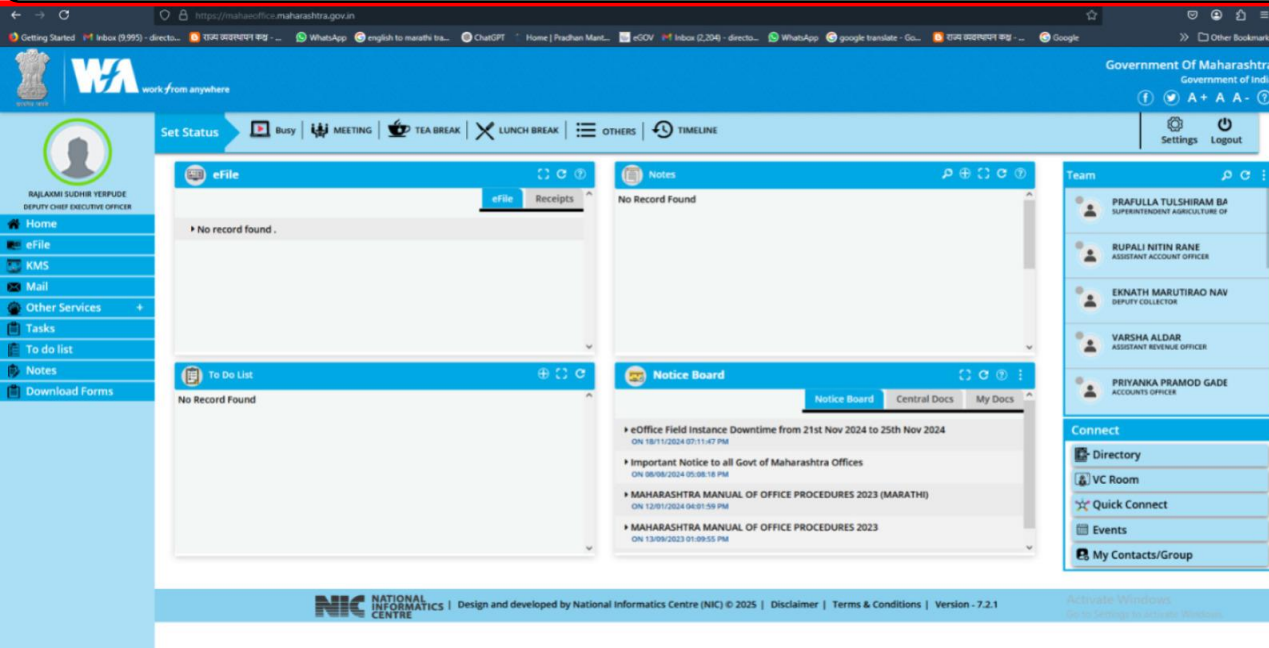 https://mahaeoffice.maharashtra.gov.in
Getting Started
Inbox (9,995) - directo...
राज्य व्यवस्थापन कक्ष - ...
WhatsApp
english to marathi tra...
ChatGPT
Home | Pradhan Mant...
eGOV
Inbox (2,204) - directo...
WhatsApp
google translate - Go...
राज्य व्यवस्थापन कक्ष - ...
Google
Other Bookmark
work from anywhere
Government Of Maharashtra
Government of Indi
A+ A A-
Set Status
Busy | MEETING | TEA BREAK | LUNCH BREAK | OTHERS | TIMELINE
Settings Logout
RAJLAXMI SUDHIR YERPUDE
DEPUTY CHIEF EXECUTIVE OFFICER
Home
eFile
KMS
Mail
Other Services +
Tasks
To do list
Notes
Download Forms
eFile
eFile Receipts
No record found .
Notes
No Record Found
To Do List
No Record Found
Notice Board
Notice Board Central Docs My Docs
eOffice Field Instance Downtime from 21st Nov 2024 to 25th Nov 2024
ON 18/11/2024 07:11:47 PM
Important Notice to all Govt of Maharashtra Offices
ON 08/08/2024 05:08:18 PM
MAHARASHTRA MANUAL OF OFFICE PROCEDURES 2023 (MARATHI)
ON 12/01/2024 04:01:59 PM
MAHARASHTRA MANUAL OF OFFICE PROCEDURES 2023
ON 13/09/2023 01:09:55 PM
Team
PRAFULLA TULSHIRAM BA
SUPERINTENDENT AGRICULTURE OF
RUPALI NITIN RANE
ASSISTANT ACCOUNT OFFICER
EKNATH MARUTIRAO NAV
DEPUTY COLLECTOR
VARSHA ALDAR
ASSISTANT REVENUE OFFICER
PRIYANKA PRAMOD GADE
ACCOUNTS OFFICER
Connect
Directory
VC Room
Quick Connect
Events
My Contacts/Group
NIC NATIONAL
INFORMATICS
CENTRE
| Design and developed by National Informatics Centre (NIC) © 2025 | Disclaimer | Terms & Conditions | Version - 7.2.1
Activate Windows
Go to Settings to activate Windows.